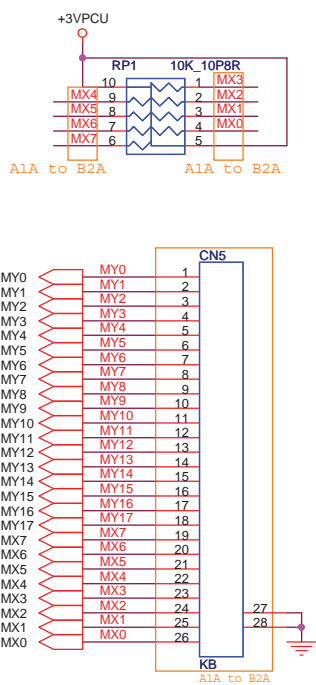 +3VPCU
RP1 10K_10P8R
10 1 MX3
MX4 9 2 MX2
MX5 8 3 MX1
MX6 7 4 MX0
MX7 6 5
A1A to B2A A1A to B2A
CN5
MY0 MY0 1
MY1 MY1 2
MY2 MY2 3
MY3 MY3 4
MY4 MY4 5
MY5 MY5 6
MY6 MY6 7
MY7 MY7 8
MY8 MY8 9
MY9 MY9 10
MY10 MY10 11
MY11 MY11 12
MY12 MY12 13
MY13 MY13 14
MY14 MY14 15
MY15 MY15 16
MY16 MY16 17
MY17 MY17 18
MX7 MX7 19
MX6 MX6 20
MX5 MX5 21
MX4 MX4 22
MX3 MX3 23
MX2 MX2 24 27
MX1 MX1 25 28
MX0 MX0 26
KB
A1A to B2A